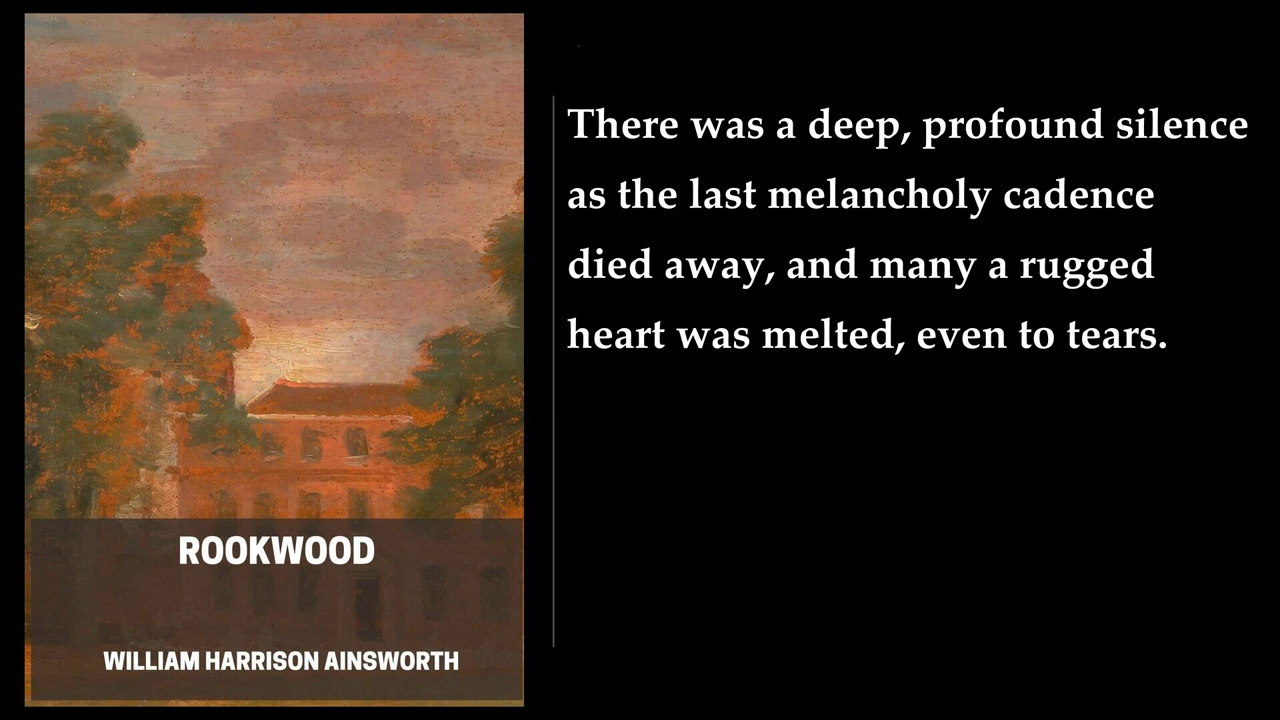 ROOKWOOD
WILLIAM HARRISON AINSWORTH
There was a deep, profound silence
as the last melancholy cadence
died away, and many a rugged
heart was melted, even to tears.